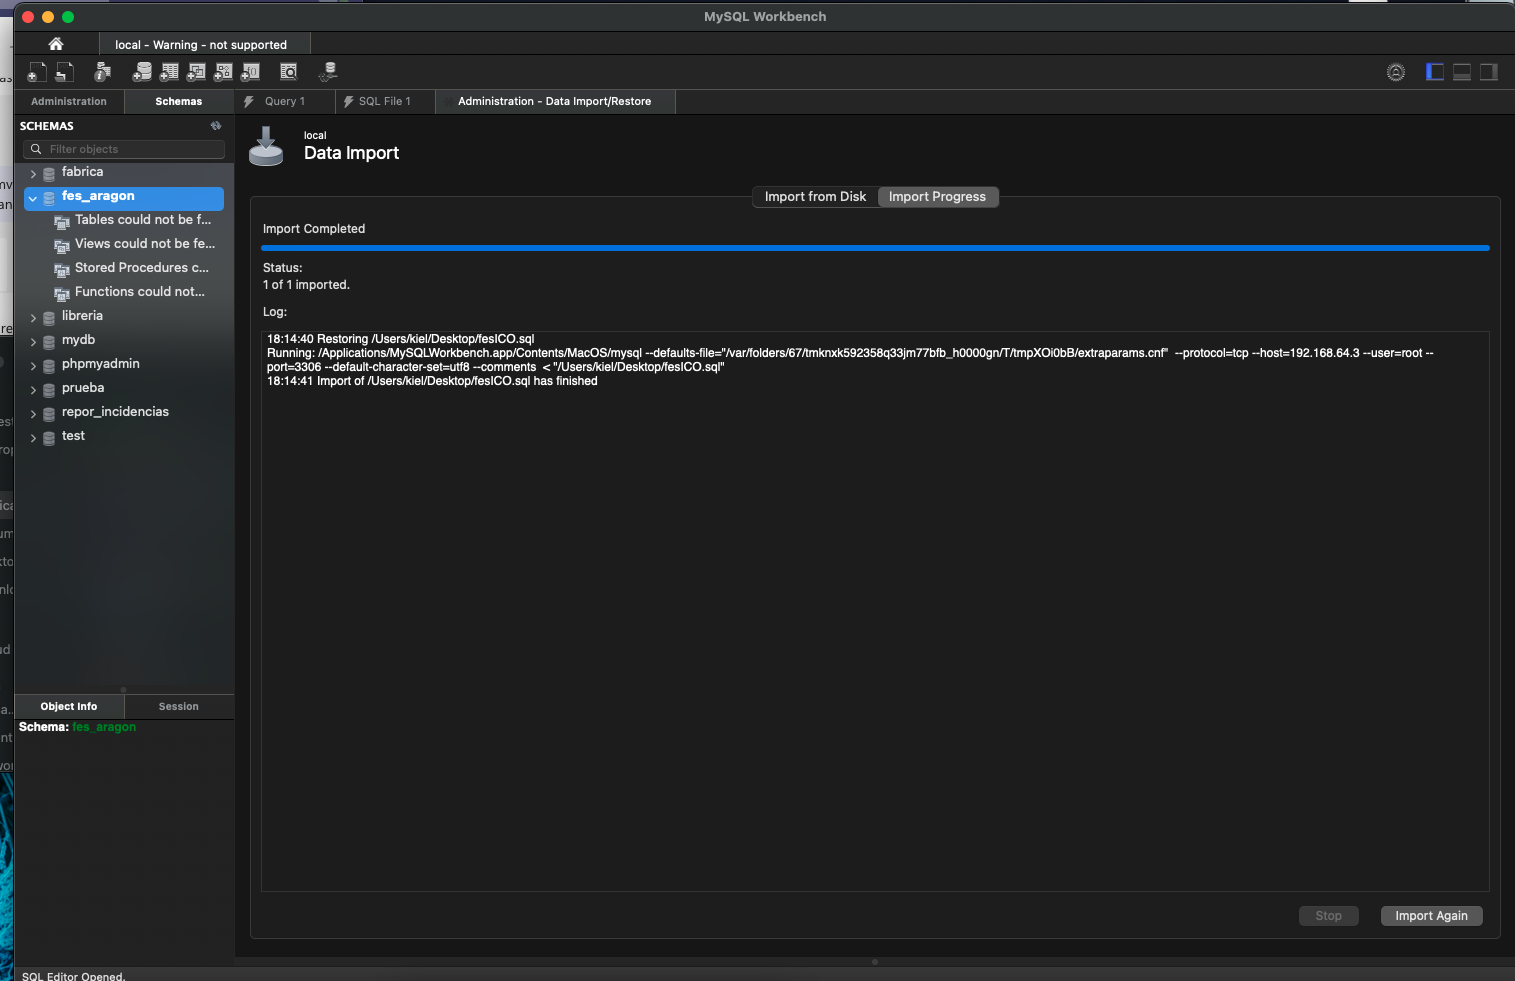 MySQL Workbench
local - Warning - not supported
Administration
Schemas
Query 1
SQL File 1
Administration - Data Import/Restore
SCHEMAS
Filter objects
fabrica
fes_aragon
Tables could not be f...
Views could not be fe...
Stored Procedures c...
Functions could not...
libreria
mydb
phpmyadmin
prueba
repor_incidencias
test
Object Info
Session
Schema: fes_aragon
local
Data Import
Import from Disk
Import Progress
Import Completed
Status:
1 of 1 imported.
Log:
18:14:40 Restoring /Users/kiel/Desktop/fesICO.sql
Running: /Applications/MySQLWorkbench.app/Contents/MacOS/mysql --defaults-file="/var/folders/67/tmknxk592358q33jm77bfb_h0000gn/T/tmpXOi0bB/extraparams.cnf"  --protocol=tcp --host=192.168.64.3 --user=root --
port=3306 --default-character-set=utf8 --comments  < "/Users/kiel/Desktop/fesICO.sql"
18:14:41 Import of /Users/kiel/Desktop/fesICO.sql has finished
Stop
Import Again
SQL Editor Opened.